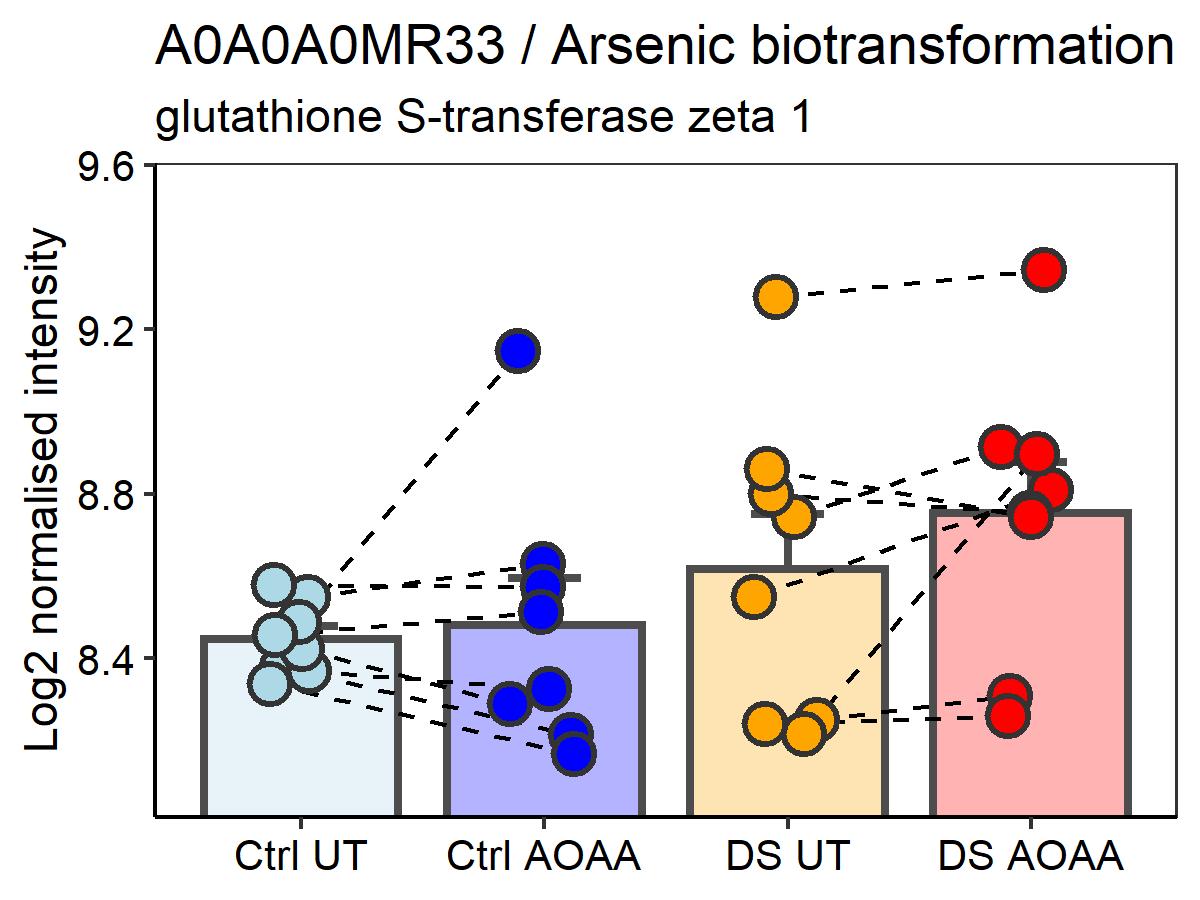 A0A0A0MR33 / Arsenic biotransformation
glutathione S-transferase zeta 1
Log2 normalised intensity
9.6
9.2
8.8
8.4
Ctrl UT
Ctrl AOAA
DS UT
DS AOAA